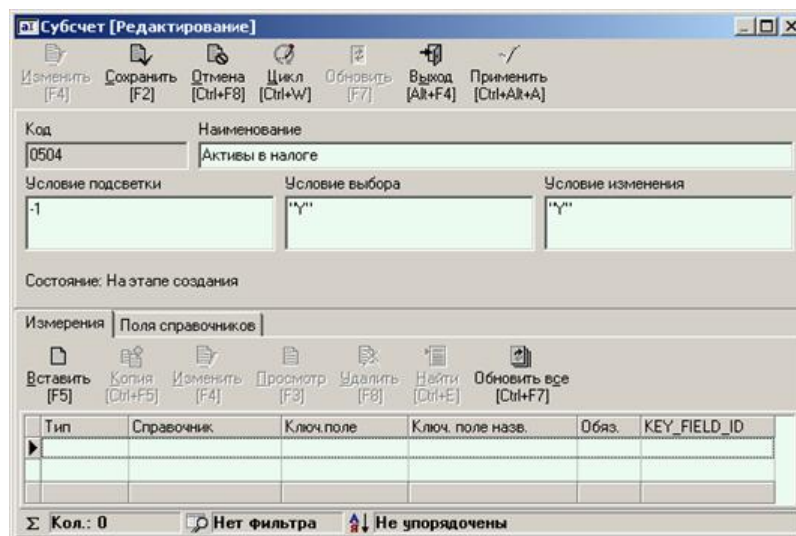 Субсчет [Редактирование]
Изменить Сохранить Отмена Цикл Обновить Выход Применить
[F4] [F2] [Ctrl+F8] [Ctrl+W] [F7] [Alt+F4] [Ctrl+Alt+A]
Код Наименование
0504 Активы в налоге
Условие подсветки Условие выбора Условие изменения
-1 "Y" "Y"
Состояние: На этапе создания
Измерения Поля справочников
Вставить Копия Изменить Просмотр Удалить Найти Обновить все
[F5] [Ctrl+F5] [F4] [F3] [F8] [Ctrl+E] [Ctrl+F7]
Тип Справочник Ключ.поле Ключ. поле назв. Обяз. KEY_FIELD_ID
Σ Кол.: 0 Нет фильтра Не упорядочены